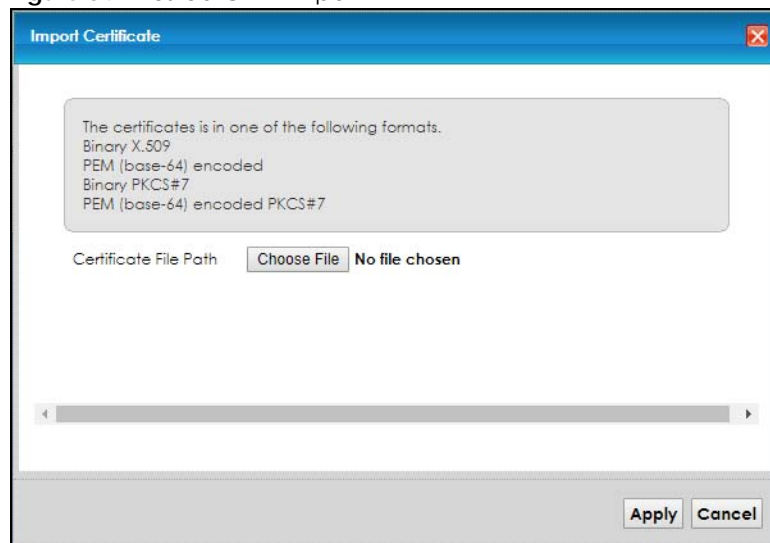 Import Certificate
The certificates is in one of the following formats.
Binary X.509
PEM (base-64) encoded
Binary PKCS#7
PEM (base-64) encoded PKCS#7
Certificate File Path Choose File No file chosen
Apply Cancel